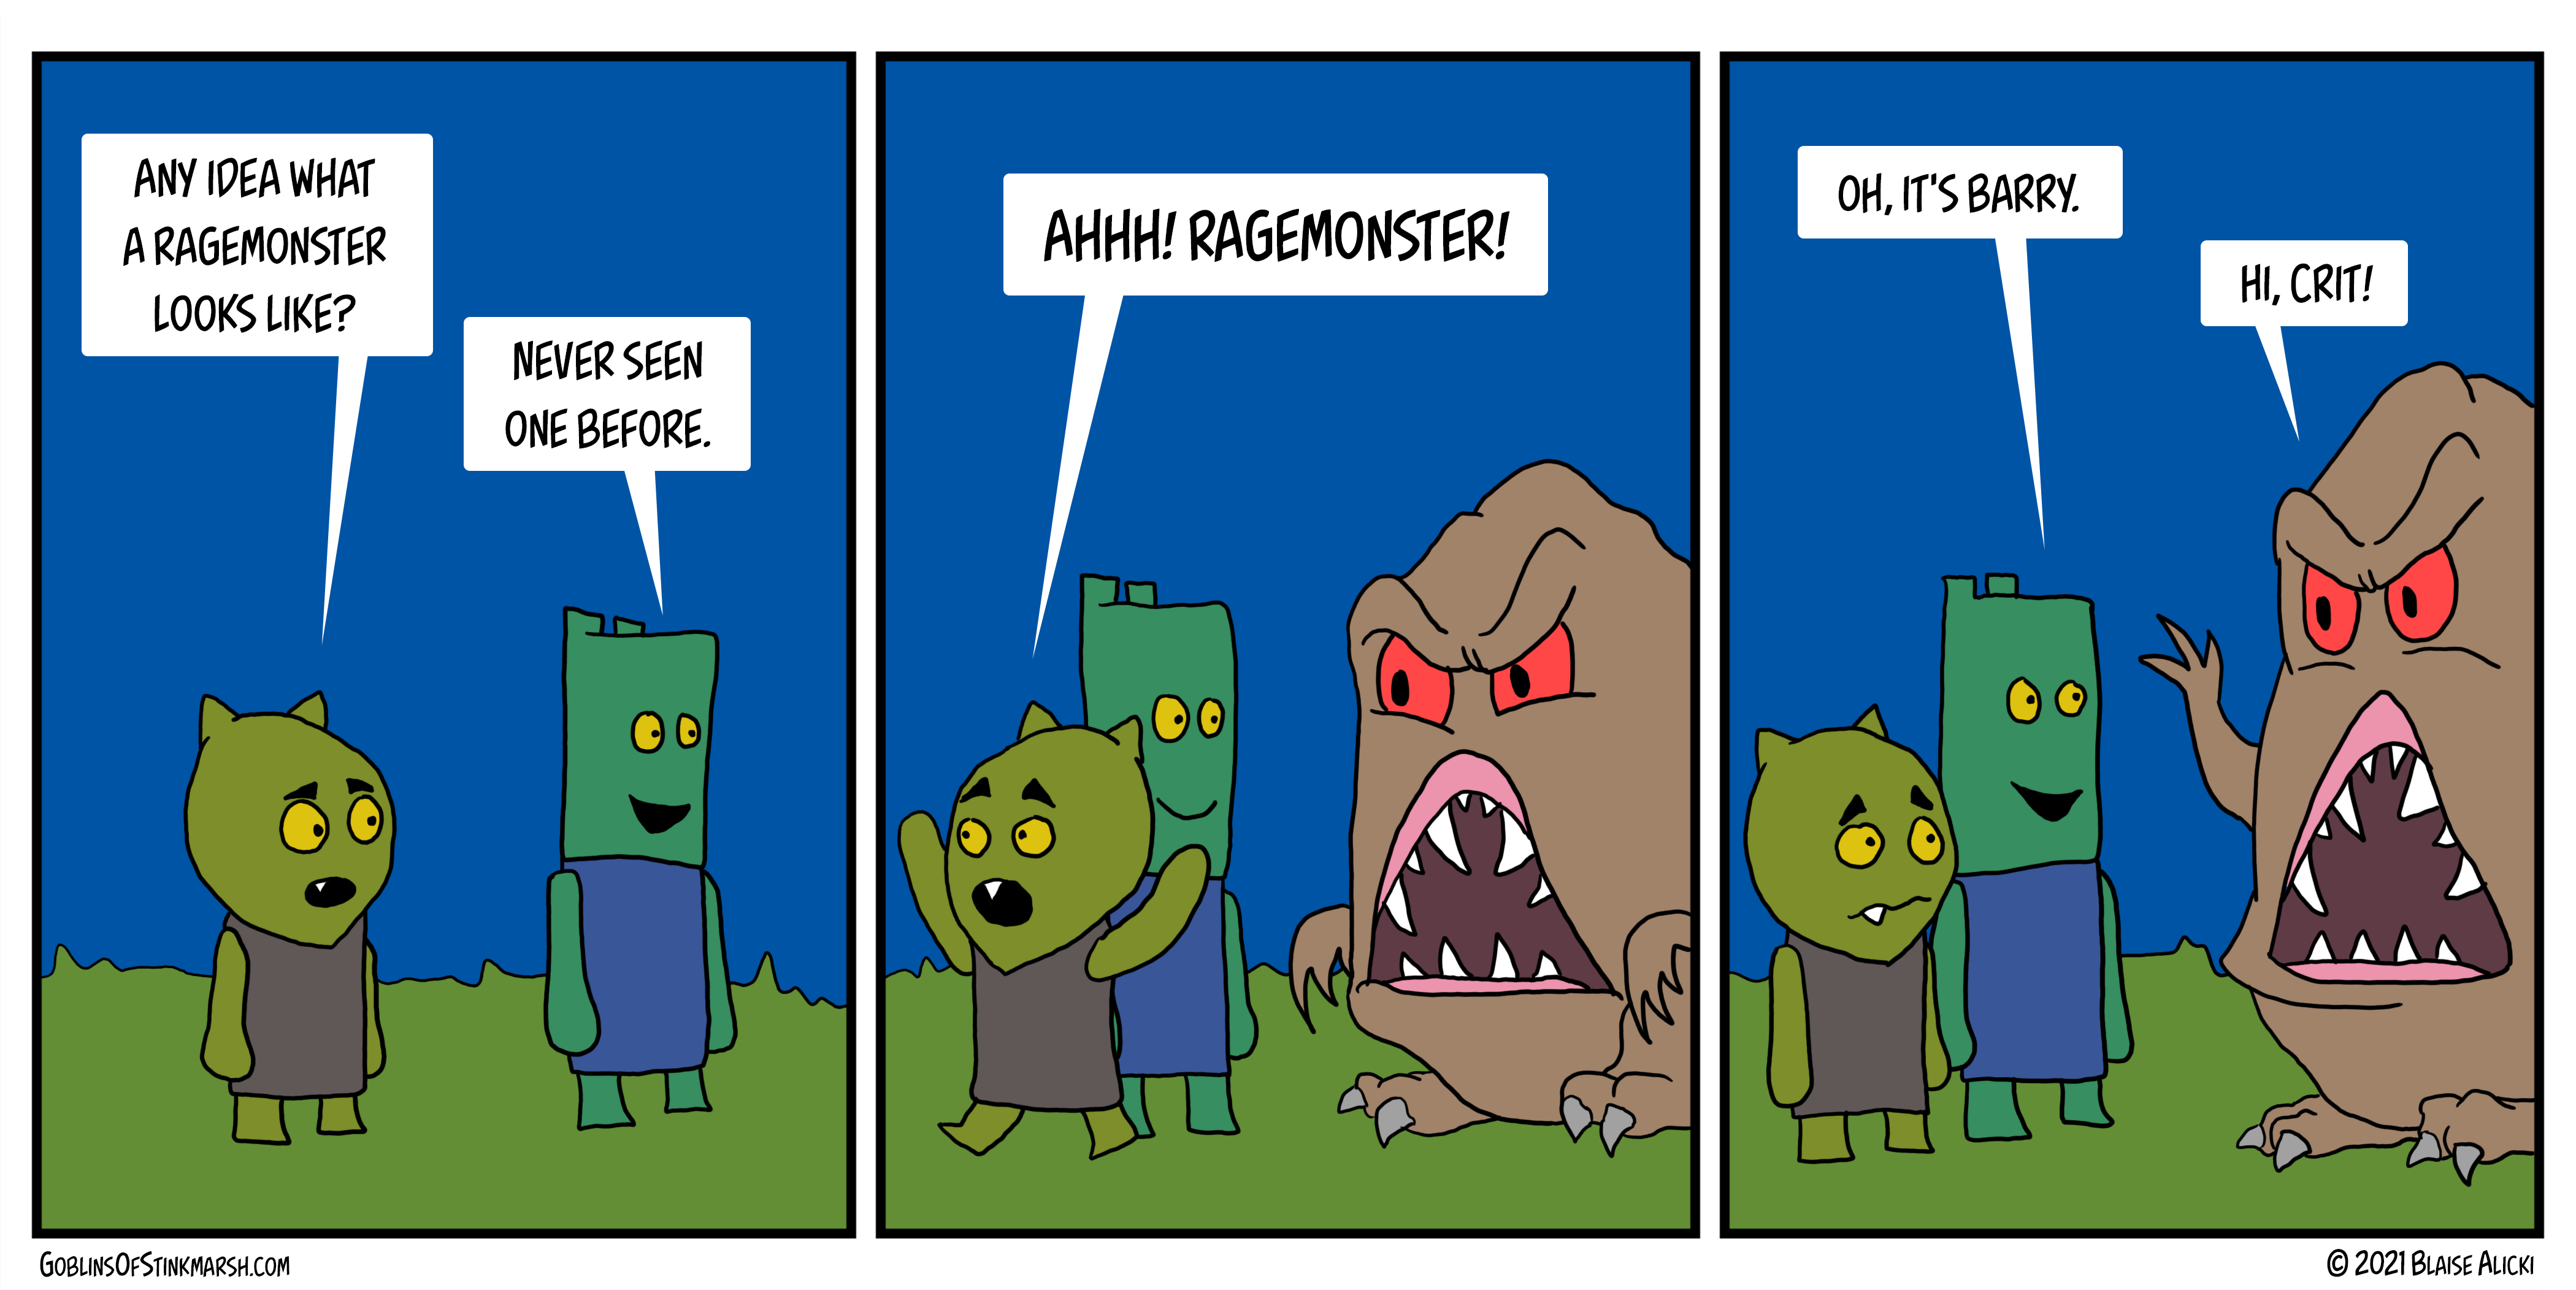 ANY IDEA WHAT
A RAGEMONSTER
LOOKS LIKE?
NEVER SEEN
ONE BEFORE.
AHHH! RAGEMONSTER!
OH, IT'S BARRY.
HI, CRIT!
GOBLINSOFSTINKMARSH.COM
© 2021 BLAISE ALICKI